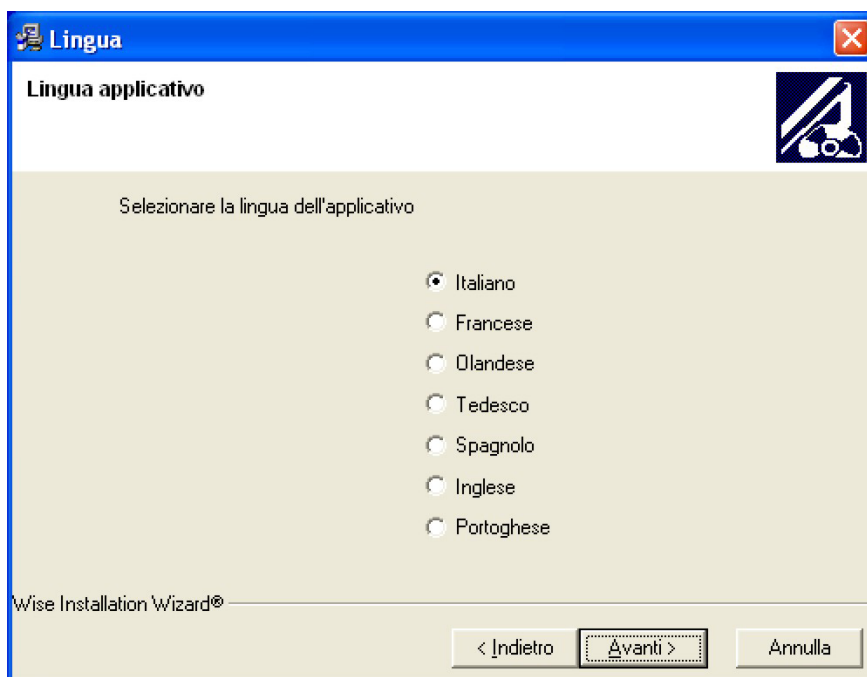 Lingua
Lingua applicativo
Selezionare la lingua dell'applicativo
Italiano
Francese
Olandese
Tedesco
Spagnolo
Inglese
Portoghese
Wise Installation Wizard®
< Indietro
Avanti >
Annulla